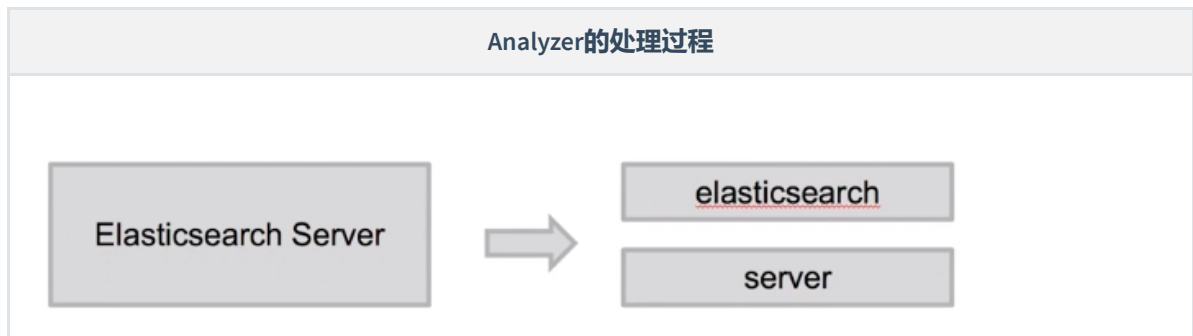 Analyzer的处理过程
Elasticsearch Server
elasticsearch
server